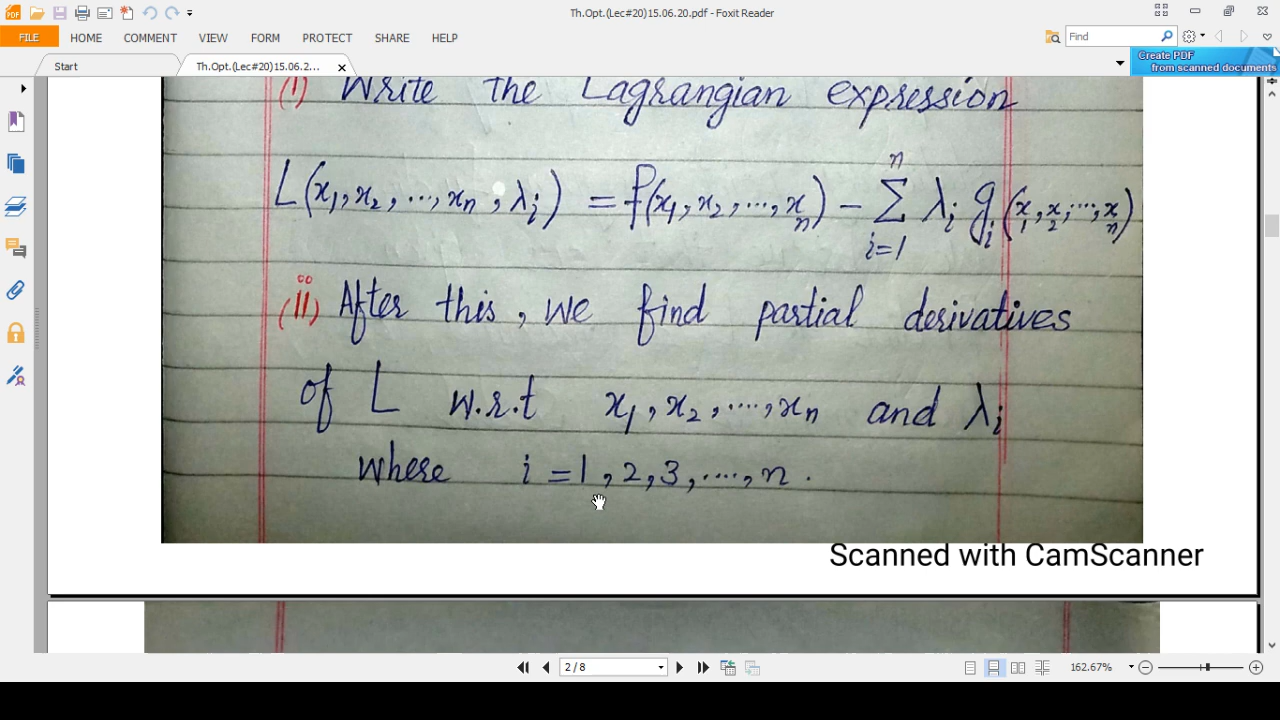 Th.Opt.(Lec#20)15.06.20.pdf - Foxit Reader
FILE HOME COMMENT VIEW FORM PROTECT SHARE HELP
Find
Start Th.Opt.(Lec#20)15.06.2...
Create PDF
from scanned documents
(i) Write the Lagrangian expression
L(x₁, x₂, ..., xₙ, λᵢ) = f(x₁, x₂, ..., xₙ) - Σⁿᵢ₌₁ λᵢ gᵢ(x₁, x₂, ..., xₙ)
(ii) After this, we find partial derivatives
of L w.r.t x₁, x₂, ...., xₙ and λᵢ
where i = 1, 2, 3, ...., n.
Scanned with CamScanner
2 / 8
162.67%